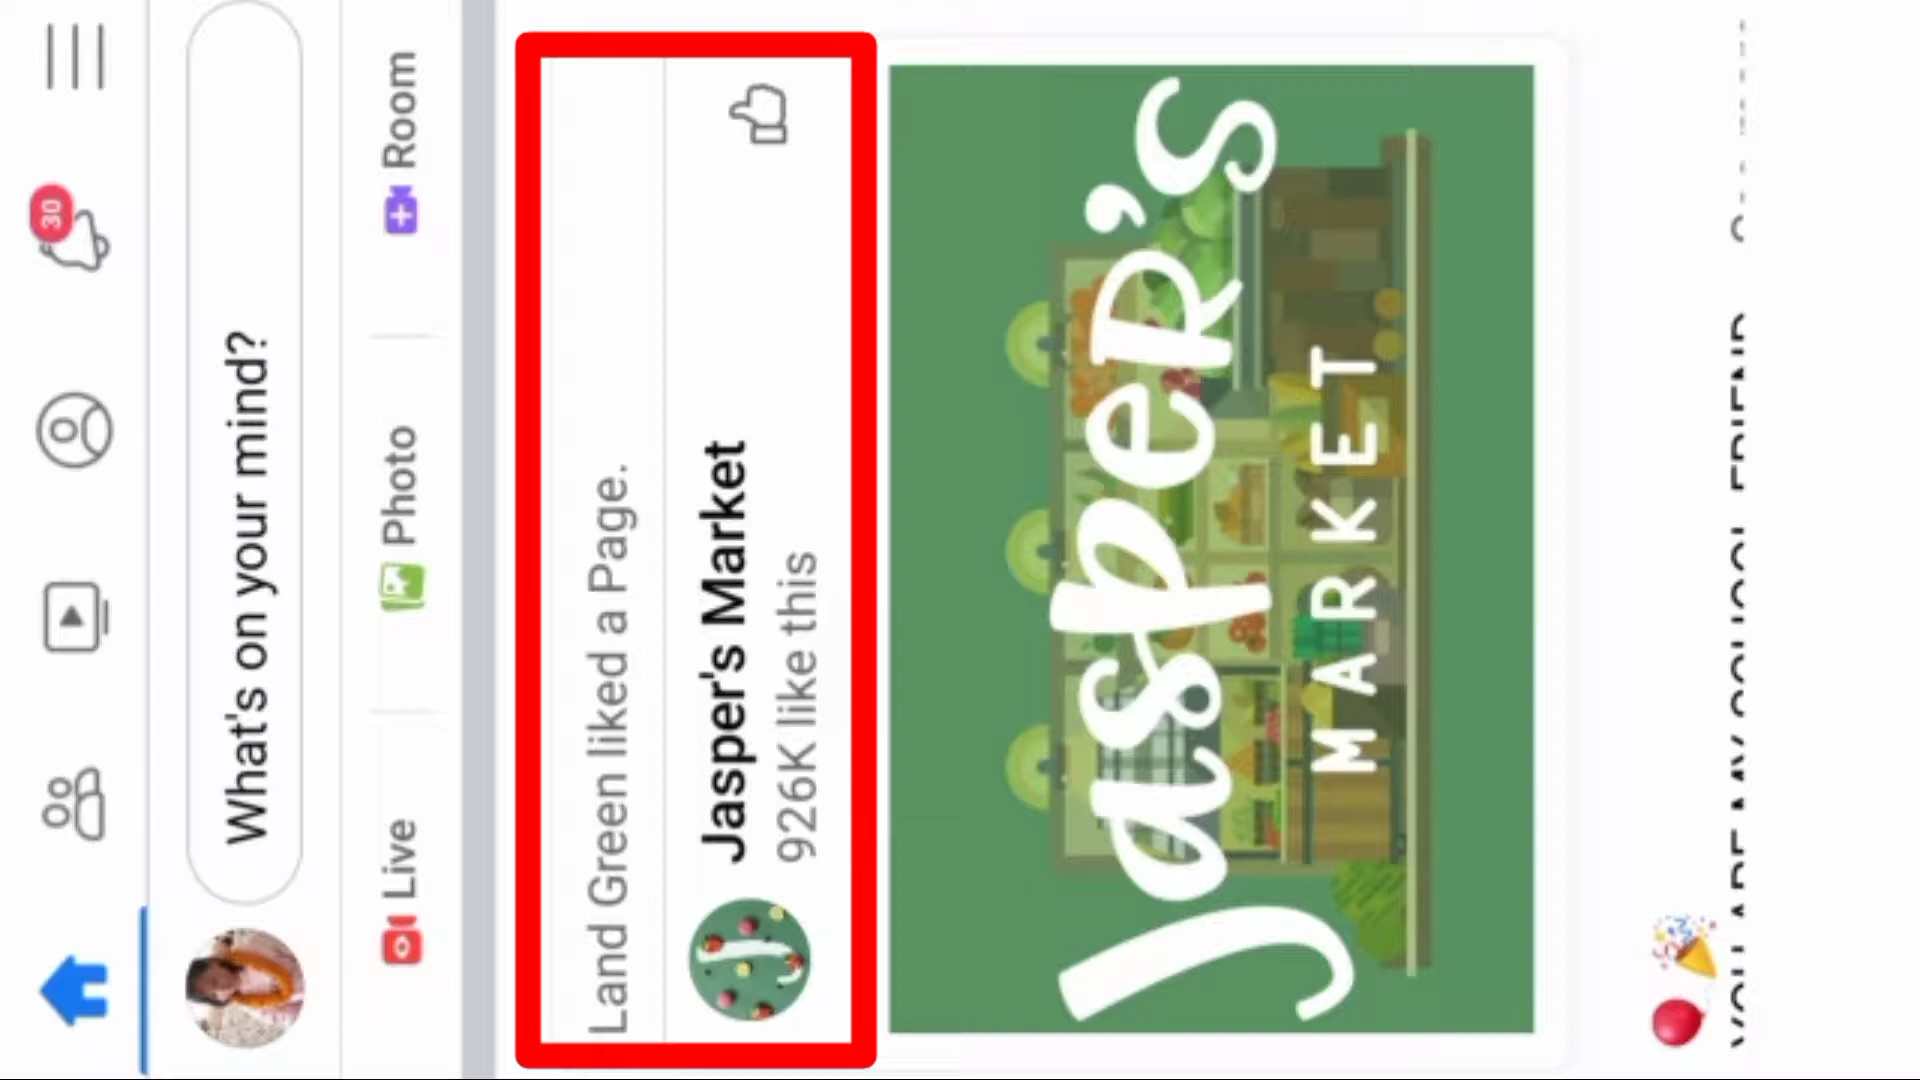 30
What's on your mind?
Live
Photo
Room
Land Green liked a Page.
Jasper's Market
926K like this
Jasper's
MARKET